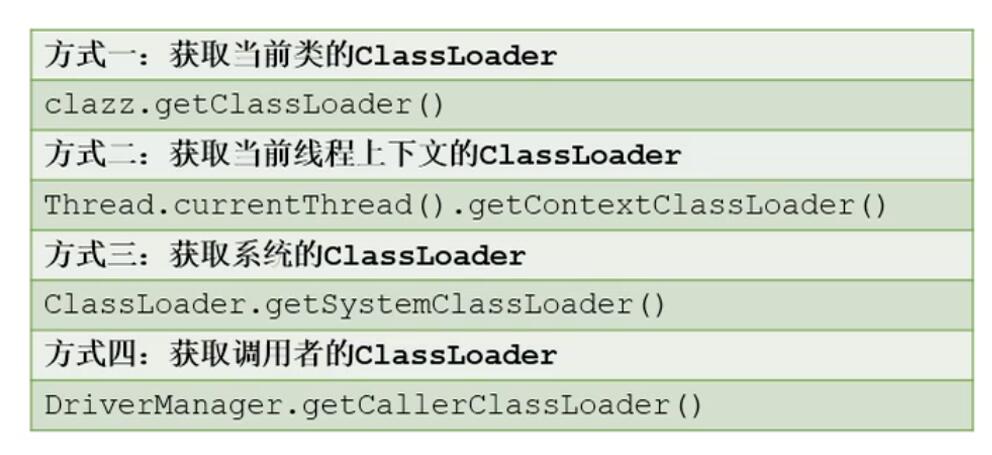 方式一：获取当前类的ClassLoader
clazz.getClassLoader()
方式二：获取当前线程上下文的ClassLoader
Thread.currentThread().getContextClassLoader()
方式三：获取系统的ClassLoader
ClassLoader.getSystemClassLoader()
方式四：获取调用者的ClassLoader
DriverManager.getCallerClassLoader()